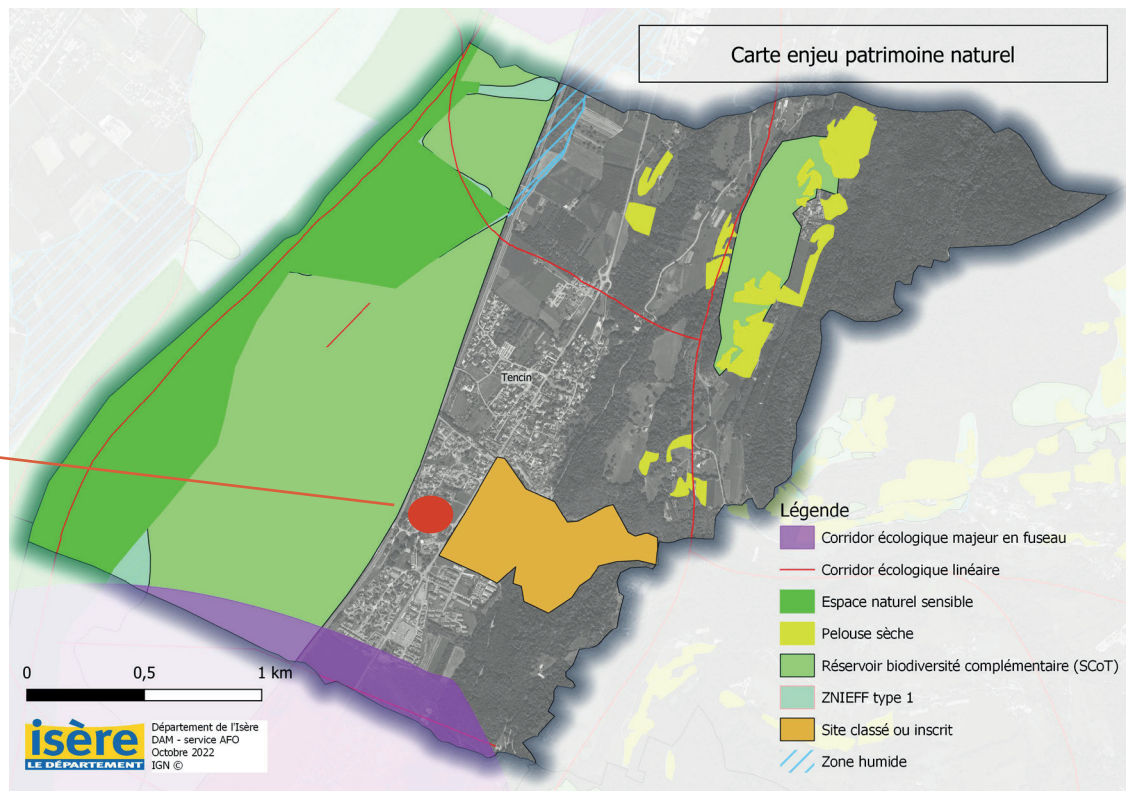 Carte enjeu patrimoine naturel
Tencin
Légende
Corridor écologique majeur en fuseau
Corridor écologique linéaire
Espace naturel sensible
Pelouse sèche
Réservoir biodiversité complémentaire (SCoT)
ZNIEFF type 1
Site classé ou inscrit
Zone humide
0 0,5 1 km
isère
LE DÉPARTEMENT
Département de l'Isère
DAM - service AFO
Octobre 2022
IGN ©